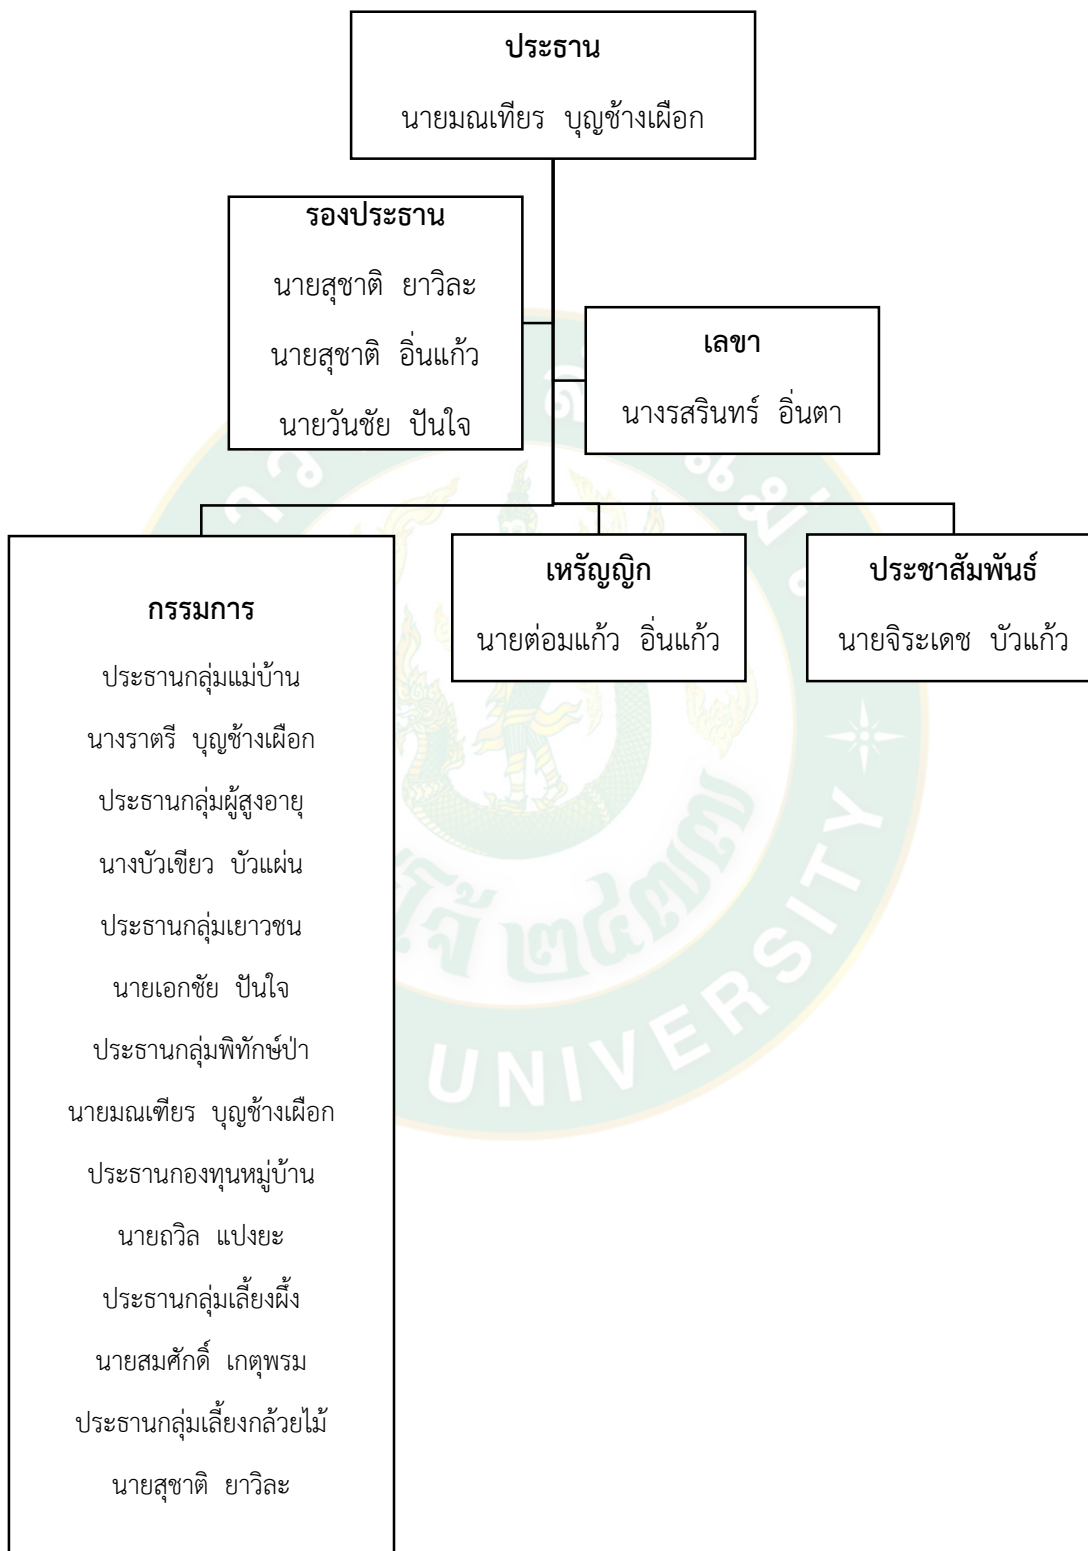 ประธาน
นายมณเทียร บุญช้างเผือก
รองประธาน
นายสุชาติ ยาวิละ
นายสุชาติ อิ่นแก้ว
นายวันชัย ปันใจ
เลขา
นางรสรินทร์ อิ่นตา
กรรมการ
ประธานกลุ่มแม่บ้าน
นางราตรี บุญช้างเผือก
ประธานกลุ่มผู้สูงอายุ
นางบัวเขียว บัวแผ่น
ประธานกลุ่มเยาวชน
นายเอกชัย ปันใจ
ประธานกลุ่มพิทักษ์ป่า
นายมณเฑียร บุญช้างเผือก
ประธานกองทุนหมู่บ้าน
นายถวิล แปงยะ
ประธานกลุ่มเลี้ยงผึ้ง
นายสมศักดิ์ เกตุพรม
ประธานกลุ่มเลี้ยงกล้วยไม้
นายสุชาติ ยาวิละ
เหรัญญิก
นายต่อมแก้ว อิ่นแก้ว
ประชาสัมพันธ์
นายจิระเดช บัวแก้ว
โจ้ ๒๔๗๗
UNIVERSITY